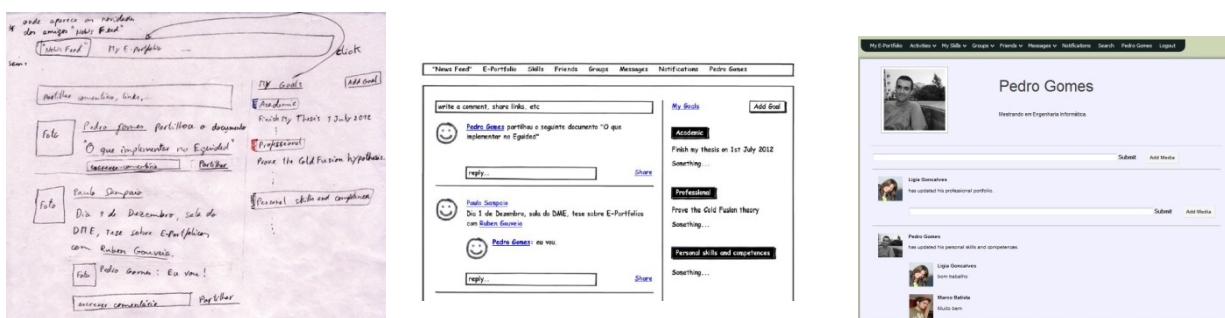 onde aparece as novidades
dos amigos "News Feed"
"News Feed" My E-portfolio ...
click
My Goals
Add Goal
Partilhar comentários, links,...
Academic
Finish My Thesis 1 July 2012
Foto
Pedro Gomes Partilhou o documento
"O que implementar no Eguided"
Professional
escrever comentário Partilhar
Prove the Cold Fusion hypothesis.
Foto
Paulo Sampaio
Personal skills and competences
Dia 1 de Dezembro, sala do
DME, tese sobre E-Portfolios,
com Ruben Gouveia.
Foto
Pedro Gomes: Eu vou!
escrever comentário Partilhar
"News Feed" E-Portfolio Skills Friends Groups Messages Notifications Pedro Gomes
write a comment, share links, etc
My Goals
Add Goal
Pedro Gomes partilhou o seguinte documento "O que
implementar no Eguided"
reply...
Share
Academic
Finish my thesis on 1st July 2012
Something...
Professional
Prove the Cold Fusion theory
Something...
Paulo Sampaio
Dia 1 de Dezembro, sala do DME, tese sobre E-Portfolios
com Ruben Gouveia
Pedro Gomes: eu vou.
reply...
Share
Personal skills and competences
Something...
My E-Portfolio Activities My Skills Groups Friends Messages Notifications Search Pedro Gomes Logout
Pedro Gomes
Mestrando em Engenharia Informática.
Submit Add Media
Ligia Goncalves
has updated his professional portfolio.
Submit Add Media
Pedro Gomes
has updated his personal skills and competences.
Ligia Goncalves
bom trabalho
Marco Batista
Muito bem